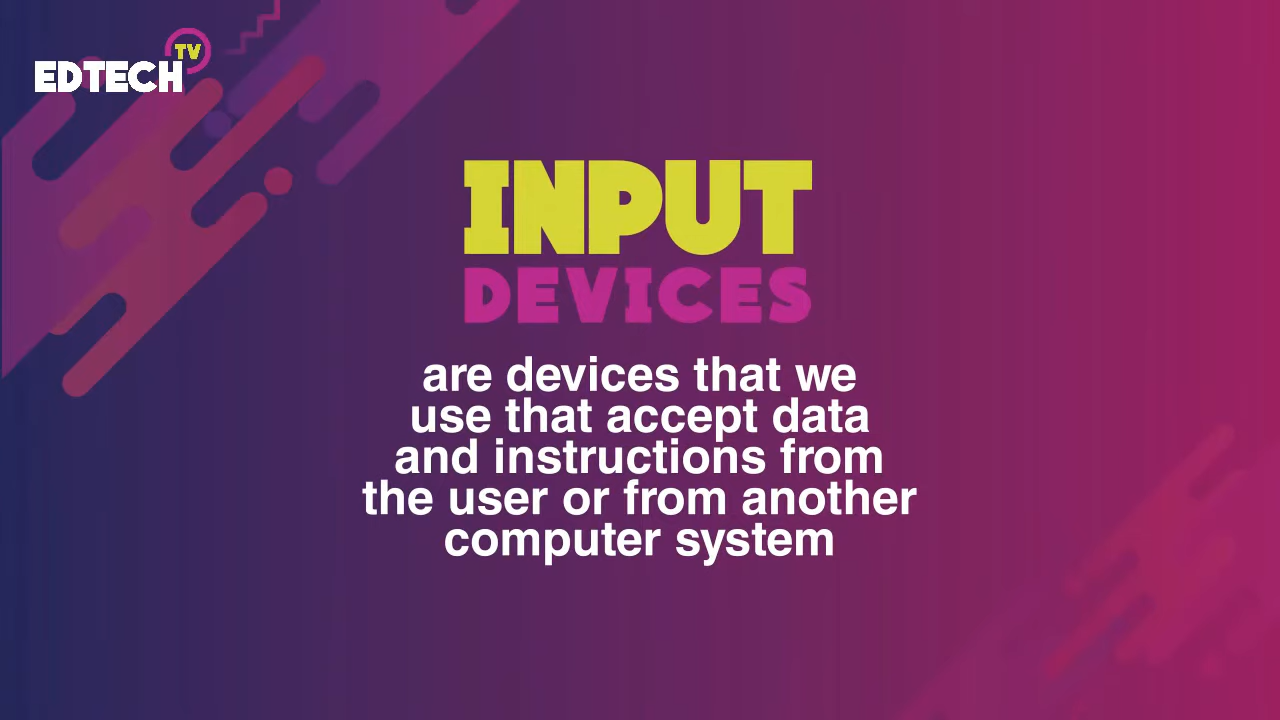 EDTECH TV
INPUT
DEVICES
are devices that we
use that accept data
and instructions from
the user or from another
computer system